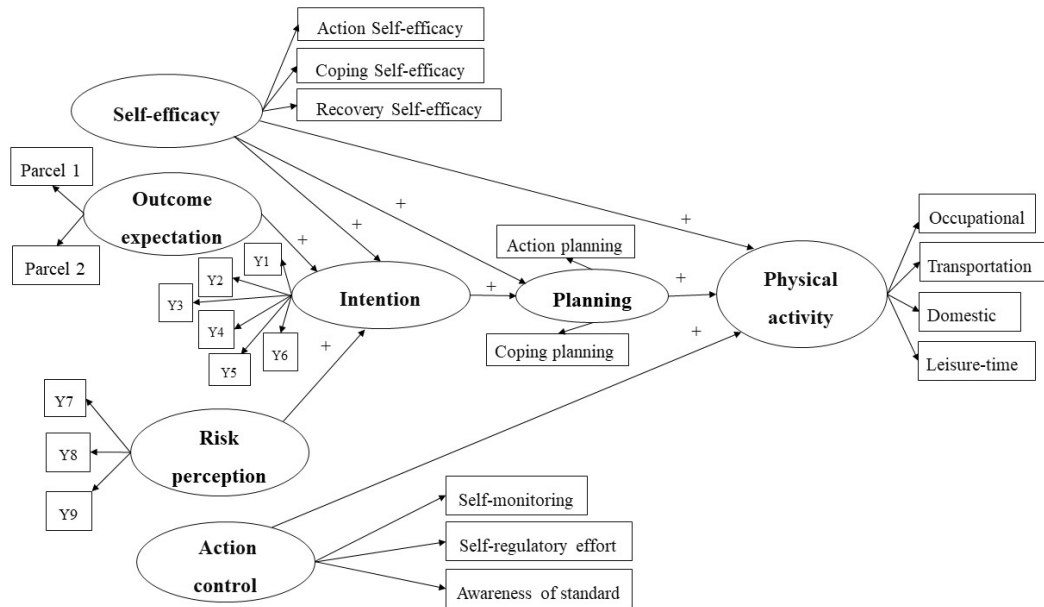 Action Self-efficacy
Coping Self-efficacy
Recovery Self-efficacy
Self-efficacy
Parcel 1
Parcel 2
Outcome
expectation
+
+
+
+
Y1
Y2
Y3
Y4
Y5
Y6
Intention
+
+
Action planning
Planning
Coping planning
+
+
Physical
activity
Occupational
Transportation
Domestic
Leisure-time
Y7
Y8
Y9
Risk
perception
Action
control
Self-monitoring
Self-regulatory effort
Awareness of standard